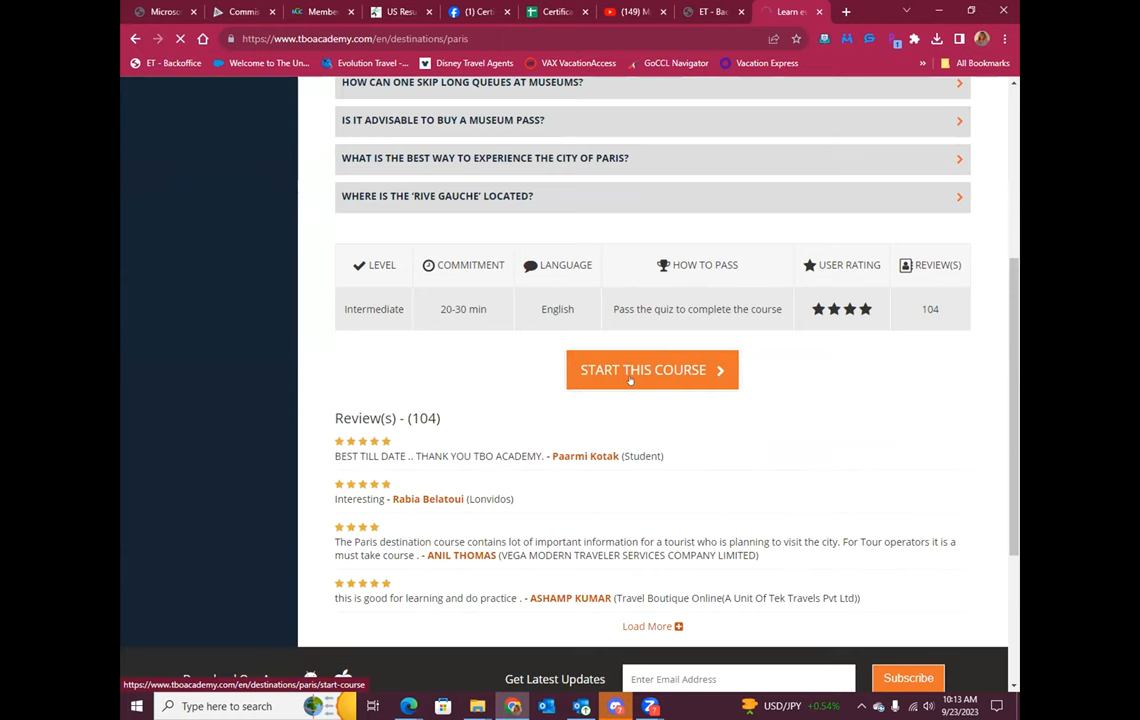 Microso
Commis
Membe
US Resu
(1) Cert
Certifica
(149) M
ET - Bac
Learn e
https://www.tboacademy.com/en/destinations/paris
ET - Backoffice
Welcome to The Un...
Evolution Travel -...
Disney Travel Agents
VAX VacationAccess
GoCCL Navigator
Vacation Express
»
All Bookmarks
HOW CAN ONE SKIP LONG QUEUES AT MUSEUMS?
IS IT ADVISABLE TO BUY A MUSEUM PASS?
WHAT IS THE BEST WAY TO EXPERIENCE THE CITY OF PARIS?
WHERE IS THE ‘RIVE GAUCHE’ LOCATED?
LEVEL COMMITMENT LANGUAGE HOW TO PASS USER RATING REVIEW(S)
Intermediate 20-30 min English Pass the quiz to complete the course 104
START THIS COURSE
Review(s) - (104)
BEST TILL DATE .. THANK YOU TBO ACADEMY. - Paarmi Kotak (Student)
Interesting - Rabia Belatoui (Lonvidos)
The Paris destination course contains lot of important information for a tourist who is planning to visit the city. For Tour operators it is a
must take course . - ANIL THOMAS (VEGA MODERN TRAVELER SERVICES COMPANY LIMITED)
this is good for learning and do practice . - ASHAMP KUMAR (Travel Boutique Online(A Unit Of Tek Travels Pvt Ltd))
Load More
Get Latest Updates
Enter Email Address
Subscribe
https://www.tboacademy.com/en/destinations/paris/start-course
Type here to search
USD/JPY +0.54%
10:13 AM
9/23/2023